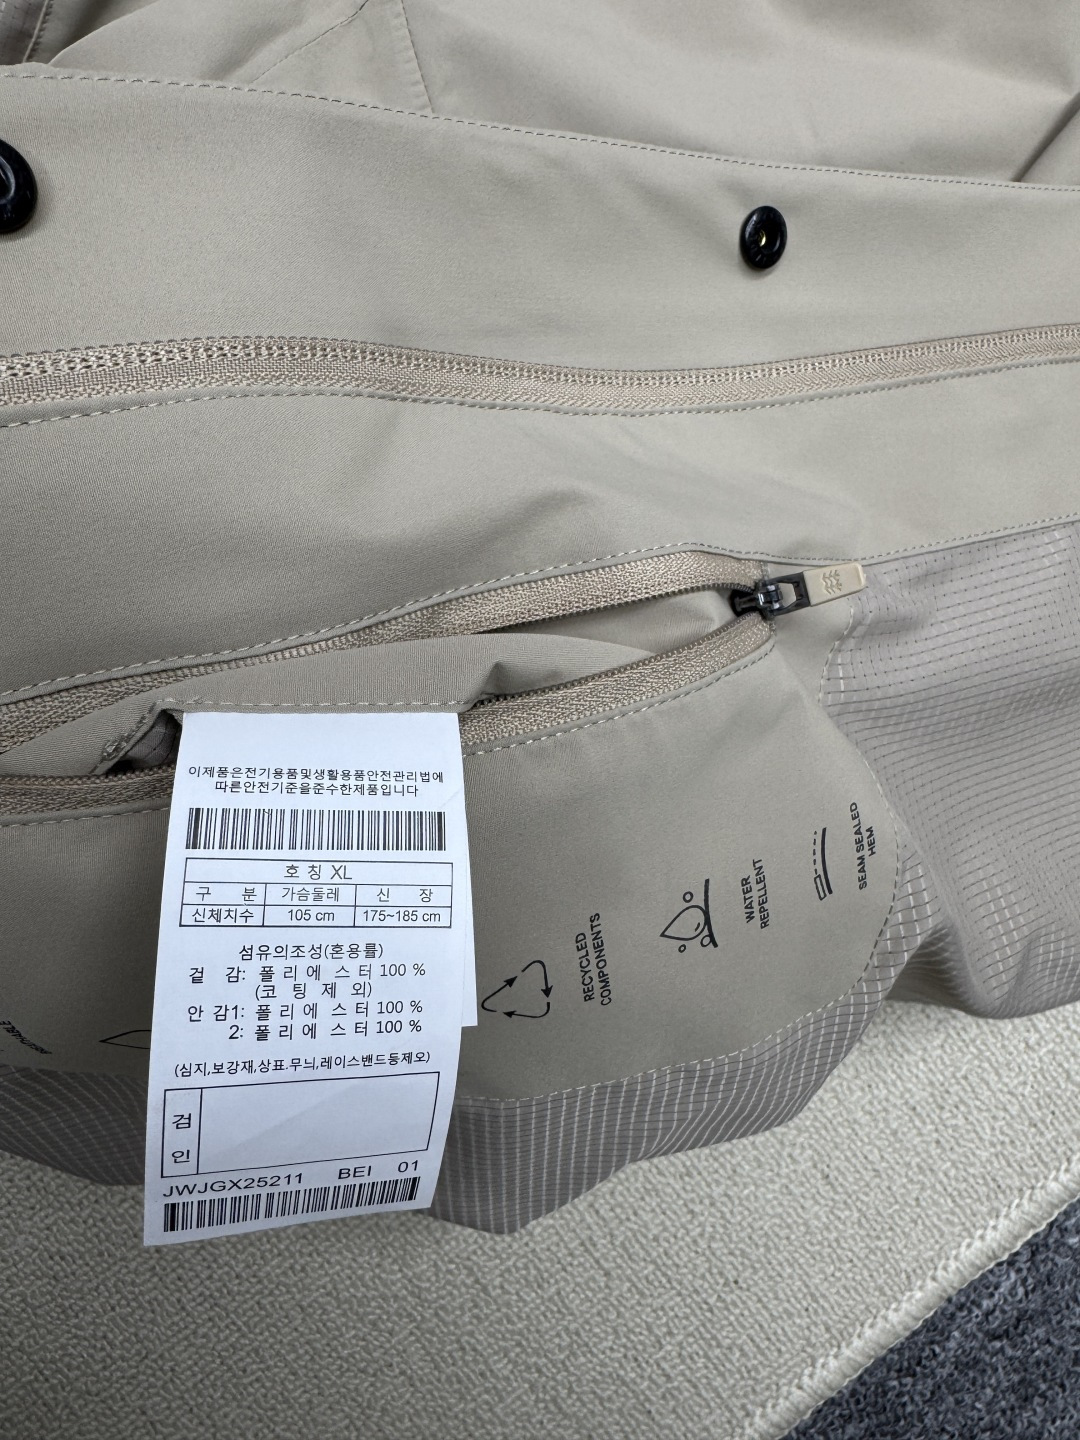 이제품은전기용품및생활용품안전관리법에
따른안전기준을준수한제품입니다
호 칭 XL
구 분 가슴둘레 신 장
신체치수 105 cm 175~185 cm
섬유의조성(혼용률)
겉 감: 폴 리 에 스 터 100 %
(코 팅 제 외)
안 감1: 폴 리 에 스 터 100 %
2: 폴 리 에 스 터 100 %
(심지,보강재,상표.무늬,레이스밴드등제오)
검
인
JWJGX25211 BEI 01
BREATHABLE
RECYCLED
COMPONENTS
WATER
REPELLENT
SEAM SEALED
HEM